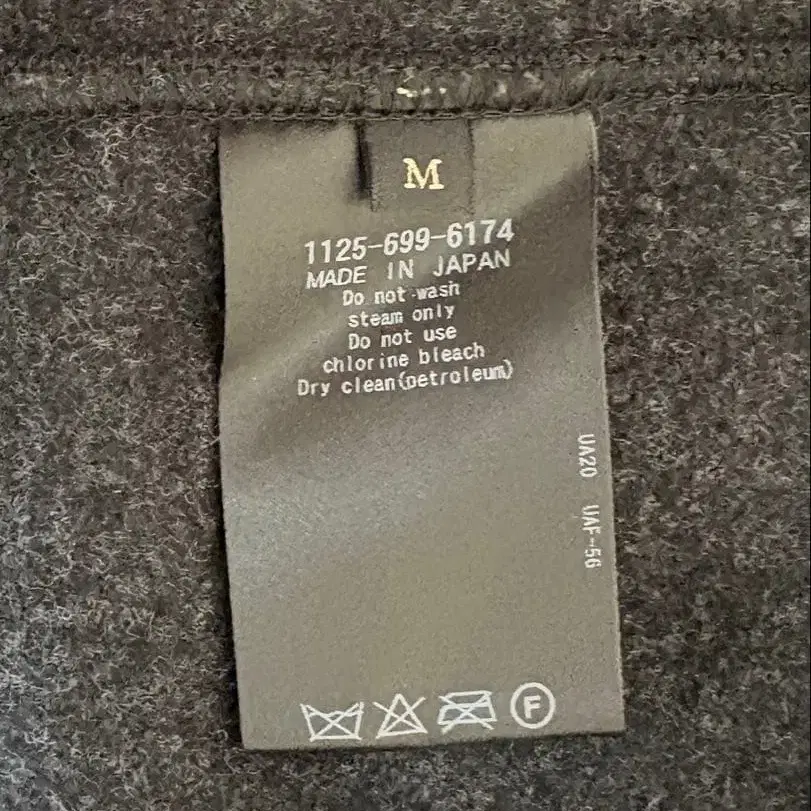 M
1125-699-6174
MADE IN JAPAN
Do not wash
steam only
Do not use
chlorine bleach
Dry clean(petroleum)
UA20 UAF-56
F